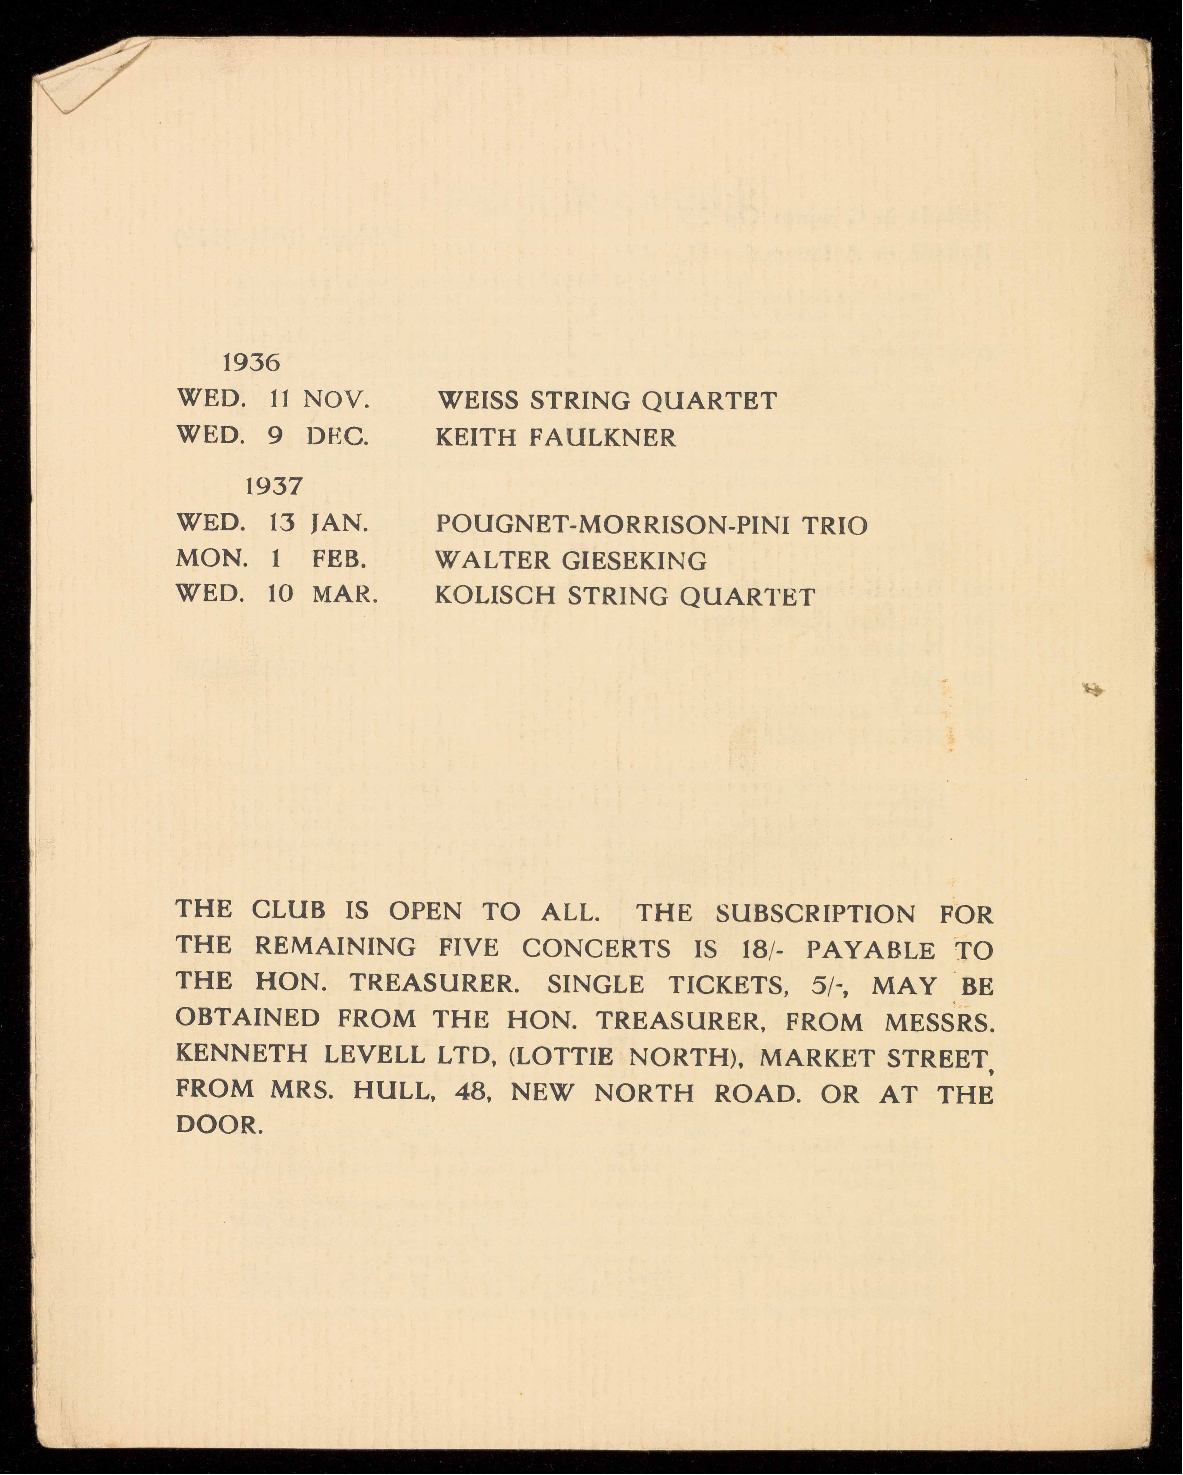 1936
WED. 11 NOV. WEISS STRING QUARTET
WED. 9 DEC. KEITH FAULKNER
1937
WED. 13 JAN. POUGNET-MORRISON-PINI TRIO
MON. 1 FEB. WALTER GIESEKING
WED. 10 MAR. KOLISCH STRING QUARTET
THE CLUB IS OPEN TO ALL. THE SUBSCRIPTION FOR
THE REMAINING FIVE CONCERTS IS 18/- PAYABLE TO
THE HON. TREASURER. SINGLE TICKETS, 5/-, MAY BE
OBTAINED FROM THE HON. TREASURER, FROM MESSRS.
KENNETH LEVELL LTD, (LOTTIE NORTH), MARKET STREET,
FROM MRS. HULL, 48, NEW NORTH ROAD. OR AT THE
DOOR.